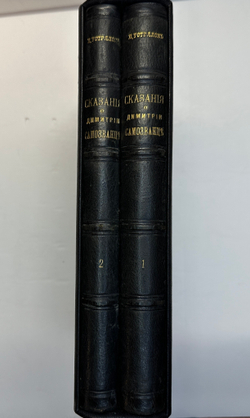 Н. УСТРЯЛОВЪ
СКАЗАНІЯ
о
ДИМИТРІИ
САМОЗВАНЦѢ
2
Н. УСТРЯЛОВЪ
СКАЗАНІЯ
о
ДИМИТРІИ
САМОЗВАНЦѢ
1